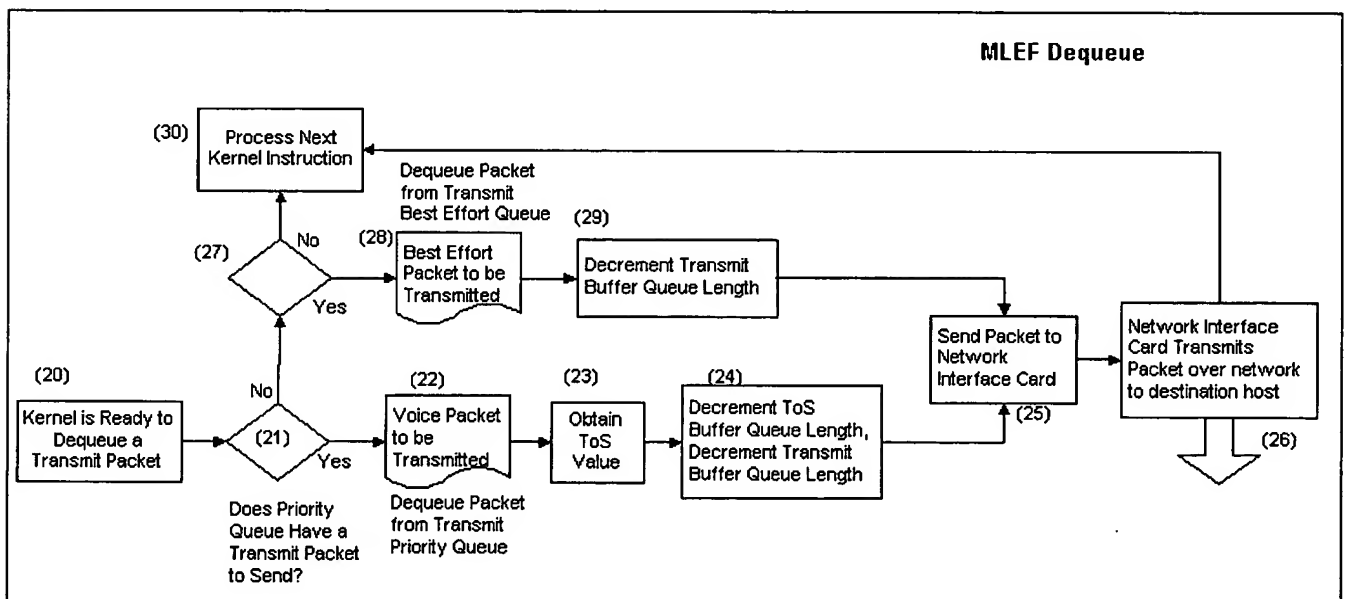 MLEF Dequeue
(30)
Process Next
Kernel Instruction
Dequeue Packet
from Transmit
Best Effort Queue
(27)
No
Yes
(28)
Best Effort
Packet to be
Transmitted
(29)
Decrement Transmit
Buffer Queue Length
(20)
Kernel is Ready to
Dequeue a
Transmit Packet
No
(21)
Yes
Does Priority
Queue Have a
Transmit Packet
to Send?
(22)
Voice Packet
to be
Transmitted
Dequeue Packet
from Transmit
Priority Queue
(23)
Obtain
ToS
Value
(24)
Decrement ToS
Buffer Queue Length,
Decrement Transmit
Buffer Queue Length
Send Packet to
Network
Interface Card
(25)
Network Interface
Card Transmits
Packet over network
to destination host
(26)